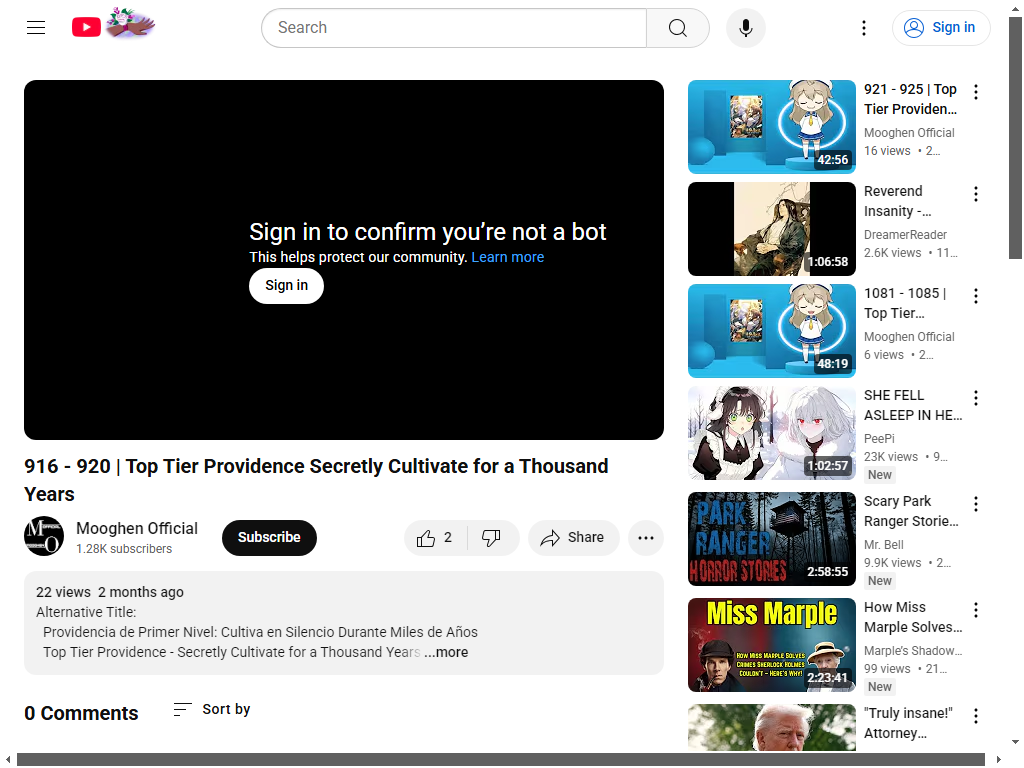 Search
Sign in
Sign in to confirm you’re not a bot
This helps protect our community. Learn more
Sign in
916 - 920 | Top Tier Providence Secretly Cultivate for a Thousand
Years
Mooghen Official
1.28K subscribers
Subscribe
2
Share
22 views 2 months ago
Alternative Title:
Providencia de Primer Nivel: Cultiva en Silencio Durante Miles de Años
Top Tier Providence - Secretly Cultivate for a Thousand Years ...more
0 Comments
Sort by
42:56
921 - 925 | Top
Tier Providen...
Mooghen Official
16 views • 2...
1:06:58
Reverend
Insanity -...
DreamerReader
2.6K views • 11...
48:19
1081 - 1085 |
Top Tier...
Mooghen Official
6 views • 2...
1:02:57
SHE FELL
ASLEEP IN HE...
PeePi
23K views • 9...
New
PARK
RANGER
HORROR STORIES
2:58:55
Scary Park
Ranger Storie...
Mr. Bell
9.9K views • 2...
New
Miss Marple
HOW MISS MARPLE SOLVES
CRIMES SHERLOCK HOLMES
COULDN'T – HERE'S WHY!
2:23:41
How Miss
Marple Solves...
Marple's Shadow...
99 views • 21...
New
"Truly insane!"
Attorney...